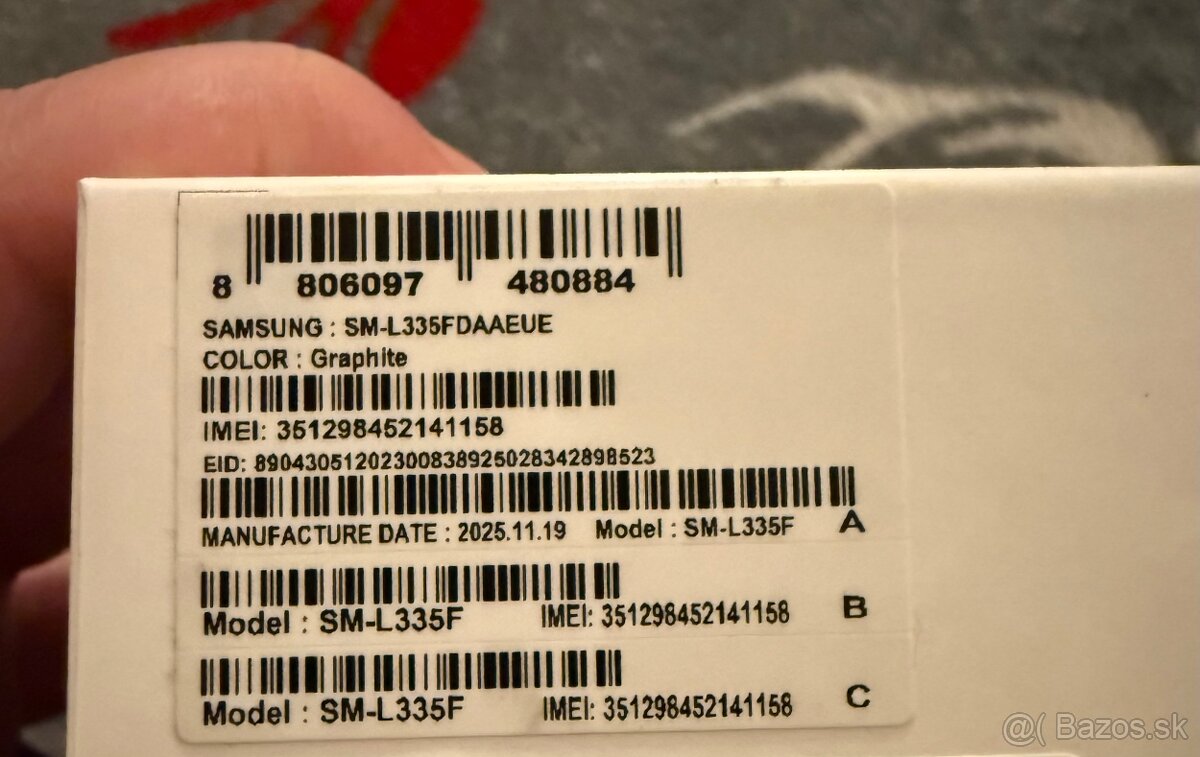 8 806097 480884
SAMSUNG : SM-L335FDAAEUE
COLOR : Graphite
IMEI: 351298452141158
EID: 89043051202300838925028342898523
MANUFACTURE DATE : 2025.11.19 Model : SM-L335F A
Model : SM-L335F IMEI: 351298452141158 B
Model : SM-L335F IMEI: 351298452141158 C
@( Bazos.sk